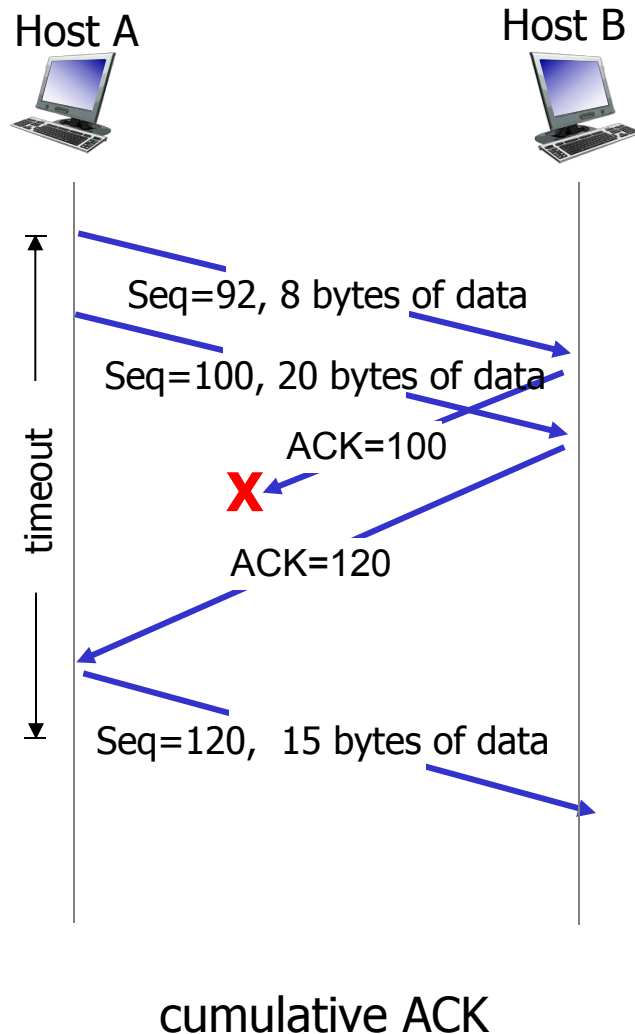 Host A
Host B
Seq=92, 8 bytes of data
Seq=100, 20 bytes of data
ACK=100
X
timeout
ACK=120
Seq=120, 15 bytes of data
cumulative ACK